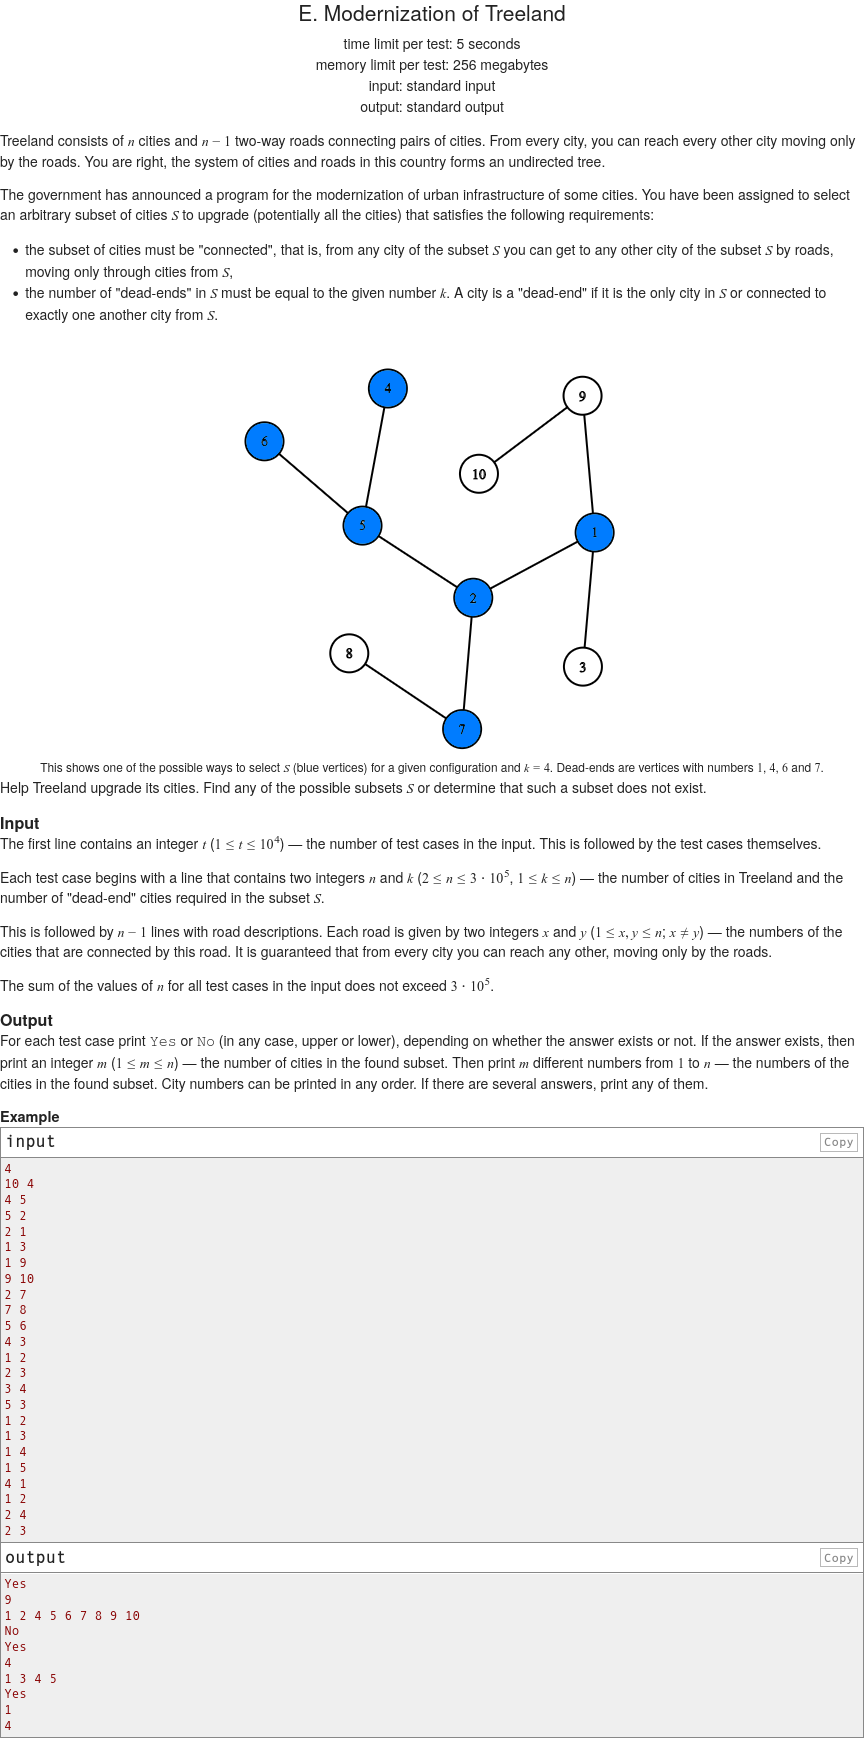 E. Modernization of Treeland
time limit per test: 5 seconds
memory limit per test: 256 megabytes
input: standard input
output: standard output
Treeland consists of n cities and n − 1 two-way roads connecting pairs of cities. From every city, you can reach every other city moving only
by the roads. You are right, the system of cities and roads in this country forms an undirected tree.
The government has announced a program for the modernization of urban infrastructure of some cities. You have been assigned to select
an arbitrary subset of cities S to upgrade (potentially all the cities) that satisfies the following requirements:
• the subset of cities must be "connected", that is, from any city of the subset S you can get to any other city of the subset S by roads,
moving only through cities from S,
• the number of "dead-ends" in S must be equal to the given number k. A city is a "dead-end" if it is the only city in S or connected to
exactly one another city from S.
4
9
6
10
5
1
2
8
3
7
This shows one of the possible ways to select S (blue vertices) for a given configuration and k = 4. Dead-ends are vertices with numbers 1, 4, 6 and 7.
Help Treeland upgrade its cities. Find any of the possible subsets S or determine that such a subset does not exist.
Input
The first line contains an integer t (1 ≤ t ≤ 10⁴) — the number of test cases in the input. This is followed by the test cases themselves.
Each test case begins with a line that contains two integers n and k (2 ≤ n ≤ 3 · 10⁵, 1 ≤ k ≤ n) — the number of cities in Treeland and the
number of "dead-end" cities required in the subset S.
This is followed by n − 1 lines with road descriptions. Each road is given by two integers x and y (1 ≤ x, y ≤ n; x ≠ y) — the numbers of the
cities that are connected by this road. It is guaranteed that from every city you can reach any other, moving only by the roads.
The sum of the values of n for all test cases in the input does not exceed 3 · 10⁵.
Output
For each test case print Yes or No (in any case, upper or lower), depending on whether the answer exists or not. If the answer exists, then
print an integer m (1 ≤ m ≤ n) — the number of cities in the found subset. Then print m different numbers from 1 to n — the numbers of the
cities in the found subset. City numbers can be printed in any order. If there are several answers, print any of them.
Example
input
Copy
4
10 4
4 5
5 2
2 1
1 3
1 9
9 10
2 7
7 8
5 6
4 3
1 2
2 3
3 4
5 3
1 2
1 3
1 4
1 5
4 1
1 2
2 4
2 3
output
Copy
Yes
9
1 2 4 5 6 7 8 9 10
No
Yes
4
1 3 4 5
Yes
1
4